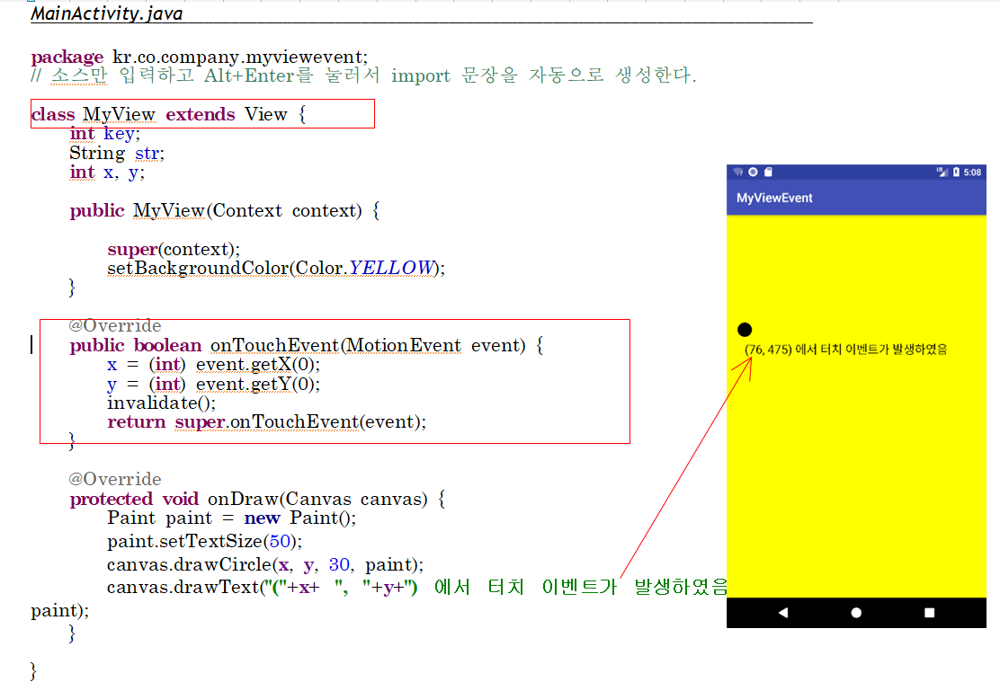 MainActivity.java
package kr.co.company.myviewevent;
// 소스만 입력하고 Alt+Enter를 눌러서 import 문장을 자동으로 생성한다.
class MyView extends View {
int key;
String str;
int x, y;
public MyView(Context context) {
super(context);
setBackgroundColor(Color.YELLOW);
}
@Override
public boolean onTouchEvent(MotionEvent event) {
x = (int) event.getX(0);
y = (int) event.getY(0);
invalidate();
return super.onTouchEvent(event);
}
@Override
protected void onDraw(Canvas canvas) {
Paint paint = new Paint();
paint.setTextSize(50);
canvas.drawCircle(x, y, 30, paint);
canvas.drawText("("+x+ ", "+y+") 에서 터치 이벤트가 발생하였음
paint);
}
}
5:08
MyViewEvent
(76, 475) 에서 터치 이벤트가 발생하였음